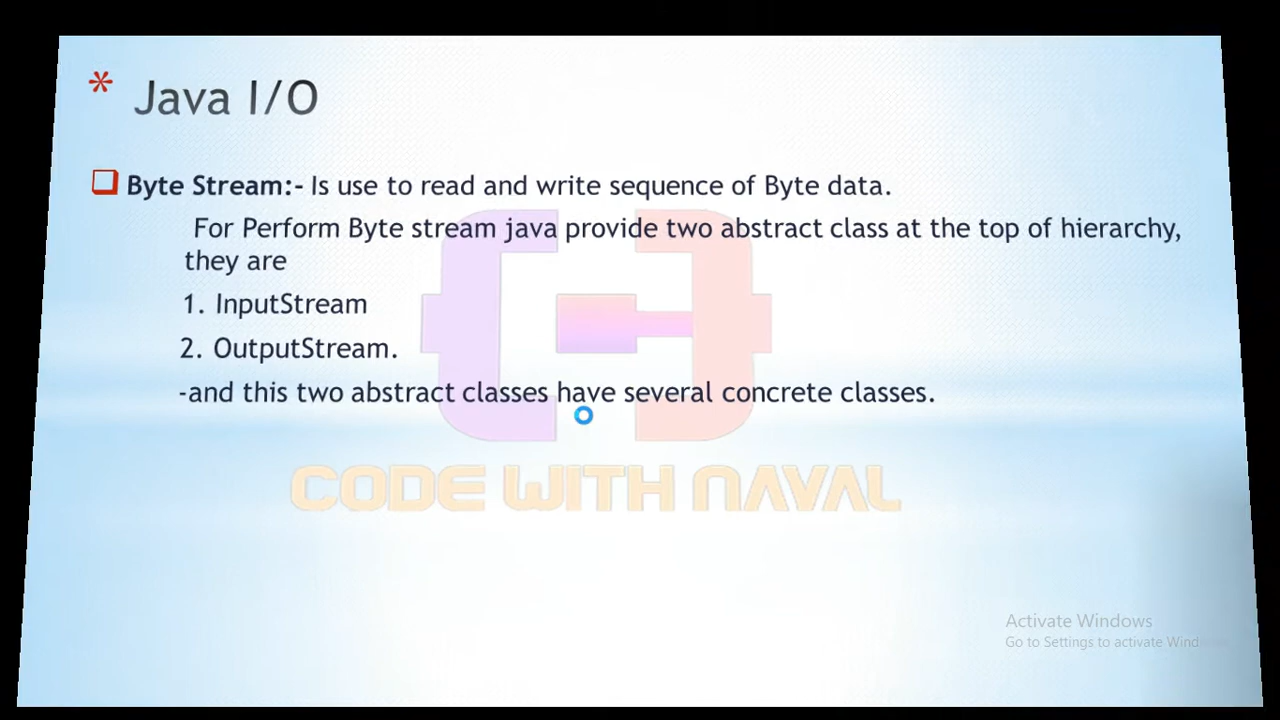 * Java I/O
Byte Stream:- Is use to read and write sequence of Byte data.
For Perform Byte stream java provide two abstract class at the top of hierarchy,
they are
1. InputStream
2. OutputStream.
-and this two abstract classes have several concrete classes.
CODE WITH NAVAL
Activate Windows
Go to Settings to activate